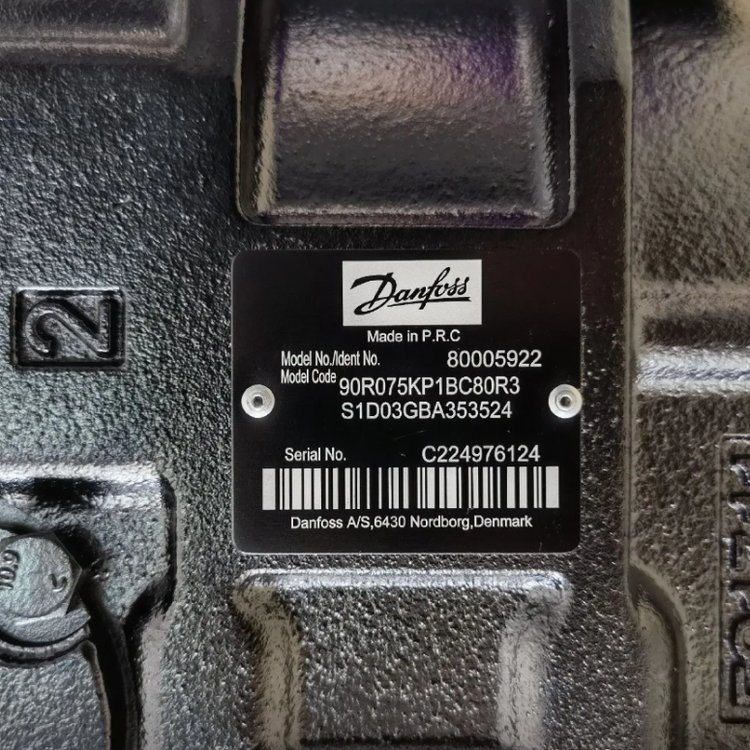 Danfoss
Made in P.R.C
Model No./Ident No. 80005922
Model Code 90R075KP1BC80R3
S1D03GBA353524
Serial No. C224976124
Danfoss A/S,6430 Nordborg,Denmark
2